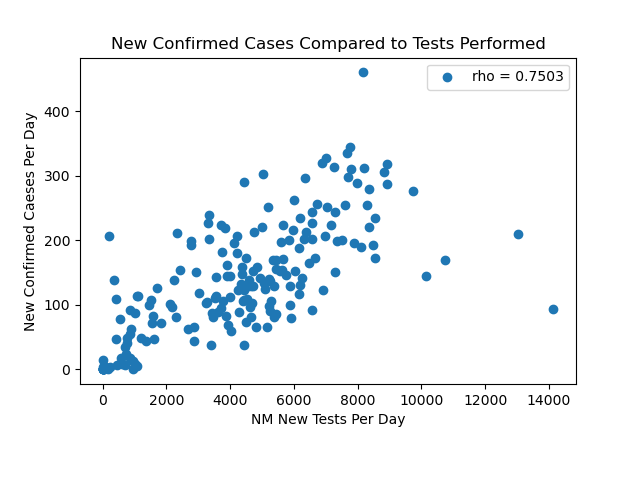 New Confirmed Cases Compared to Tests Performed
rho = 0.7503
New Confirmed Caeses Per Day
400
300
200
100
0
0 2000 4000 6000 8000 10000 12000 14000
NM New Tests Per Day